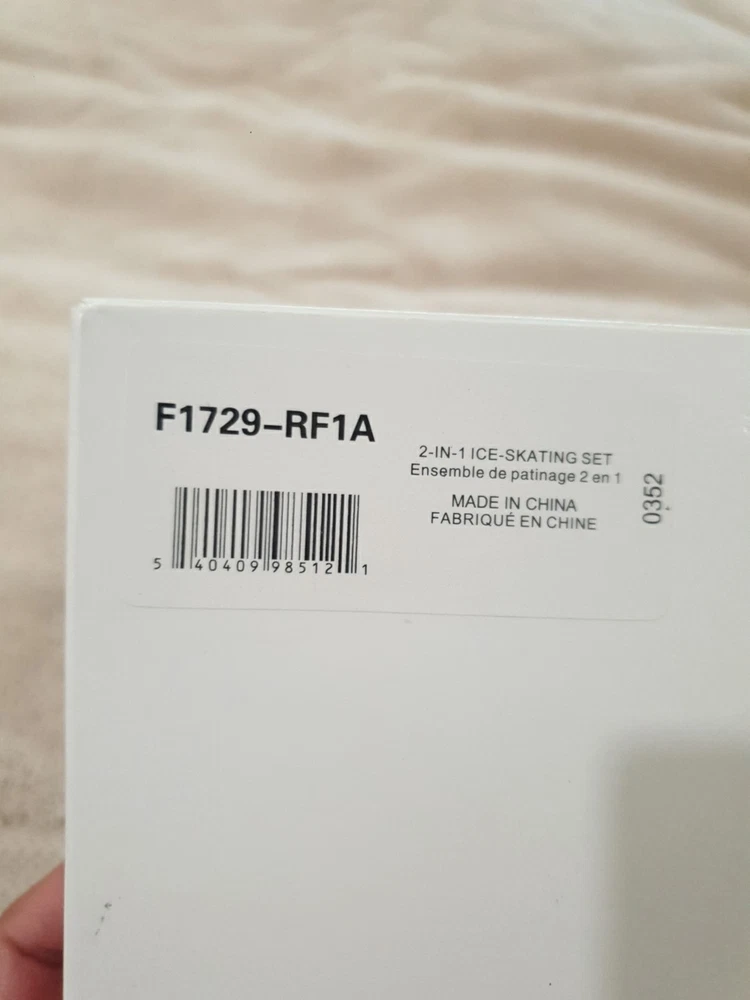 F1729-RF1A
2-IN-1 ICE-SKATING SET
Ensemble de patinage 2 en 1
MADE IN CHINA
FABRIQUÉ EN CHINE
0352
5 40409 98512 1